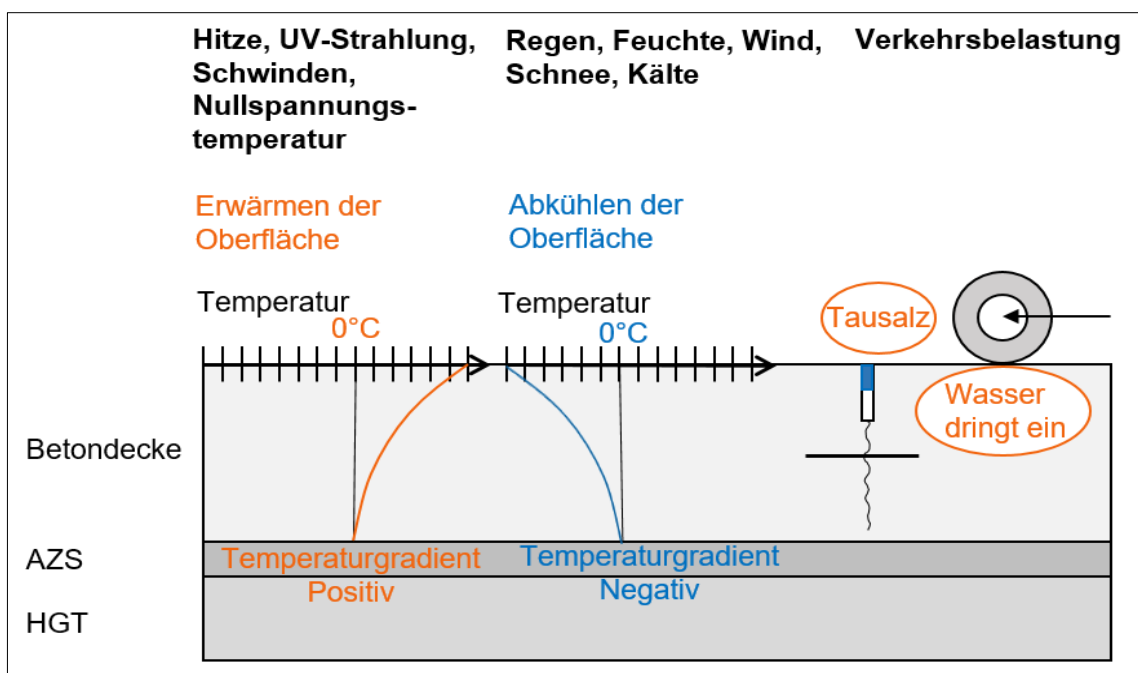 Hitze, UV-Strahlung,
Schwinden,
Nullspannungs-
temperatur
Regen, Feuchte, Wind,
Schnee, Kälte
Verkehrsbelastung
Erwärmen der
Oberfläche
Abkühlen der
Oberfläche
Temperatur
0°C
Temperatur
0°C
Tausalz
Wasser
dringt ein
Betondecke
AZS
Temperaturgradient
Positiv
Temperaturgradient
Negativ
HGT